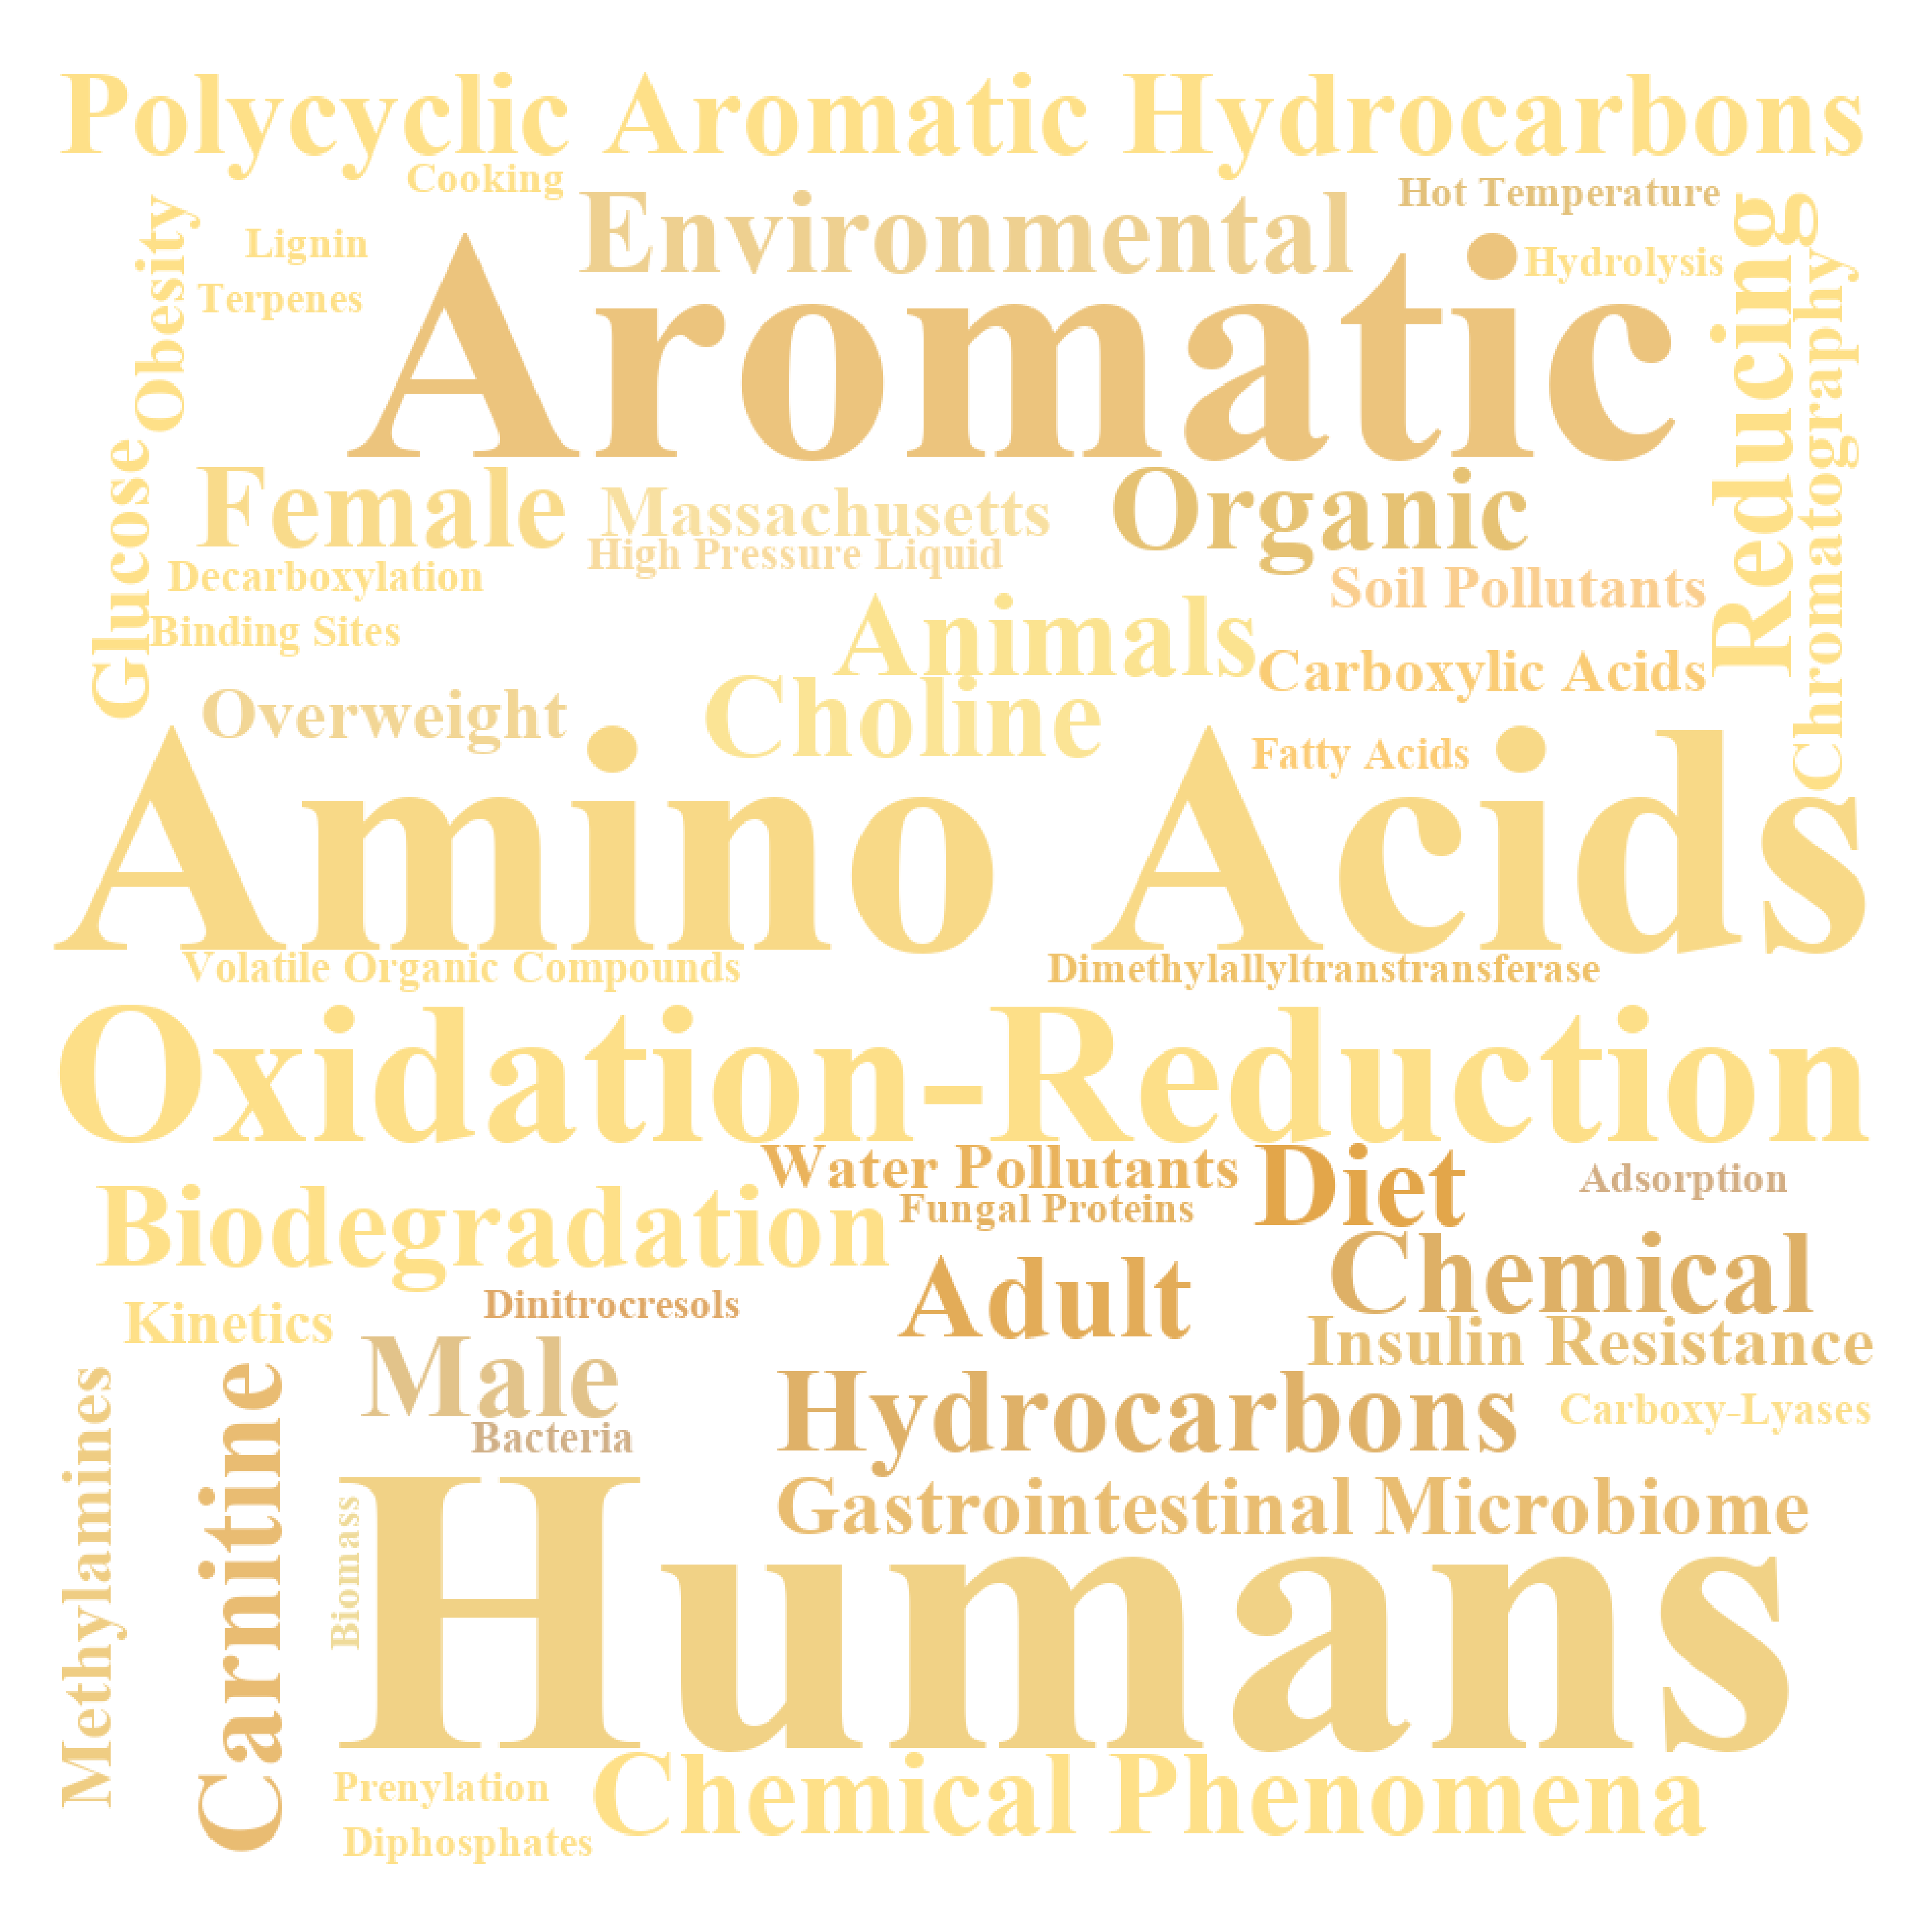 Polycyclic Aromatic Hydrocarbons
Cooking
Environmental
Hot Temperature
Lignin
Hydrolysis
Terpenes
Obesity
Aromatic
Reducing
Chromatography
Glucose
Female
Massachusetts
Organic
High Pressure Liquid
Decarboxylation
Soil Pollutants
Binding Sites
Animals
Carboxylic Acids
Overweight
Choline
Fatty Acids
Amino Acids
Volatile Organic Compounds
Dimethylallyltranstransferase
Oxidation-Reduction
Water Pollutants
Diet
Adsorption
Fungal Proteins
Biodegradation
Chemical
Adult
Dinitrocresols
Kinetics
Insulin Resistance
Male
Hydrocarbons
Carboxy-Lyases
Bacteria
Methylamines
Carnitine
Biomass
Gastrointestinal Microbiome
Humans
Prenylation
Chemical Phenomena
Diphosphates